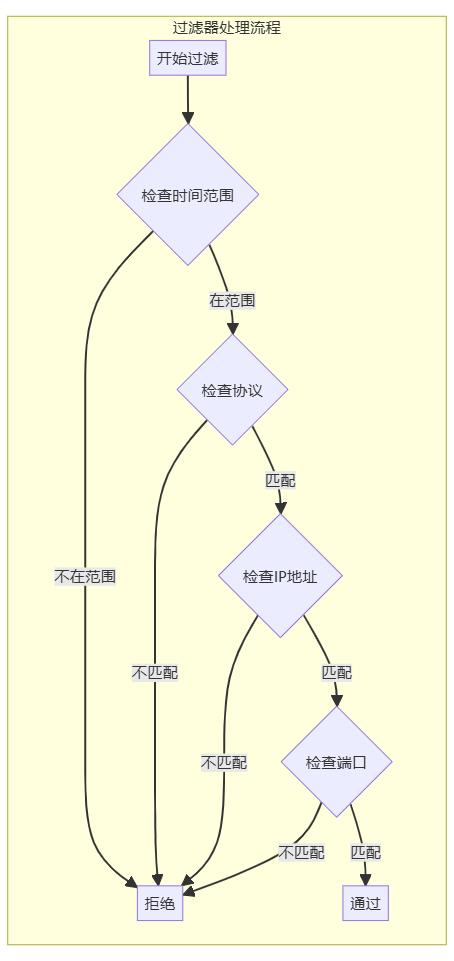 过滤器处理流程
开始过滤
检查时间范围
在范围
检查协议
匹配
不在范围
检查IP地址
不匹配
匹配
不匹配
检查端口
不匹配
匹配
拒绝
通过